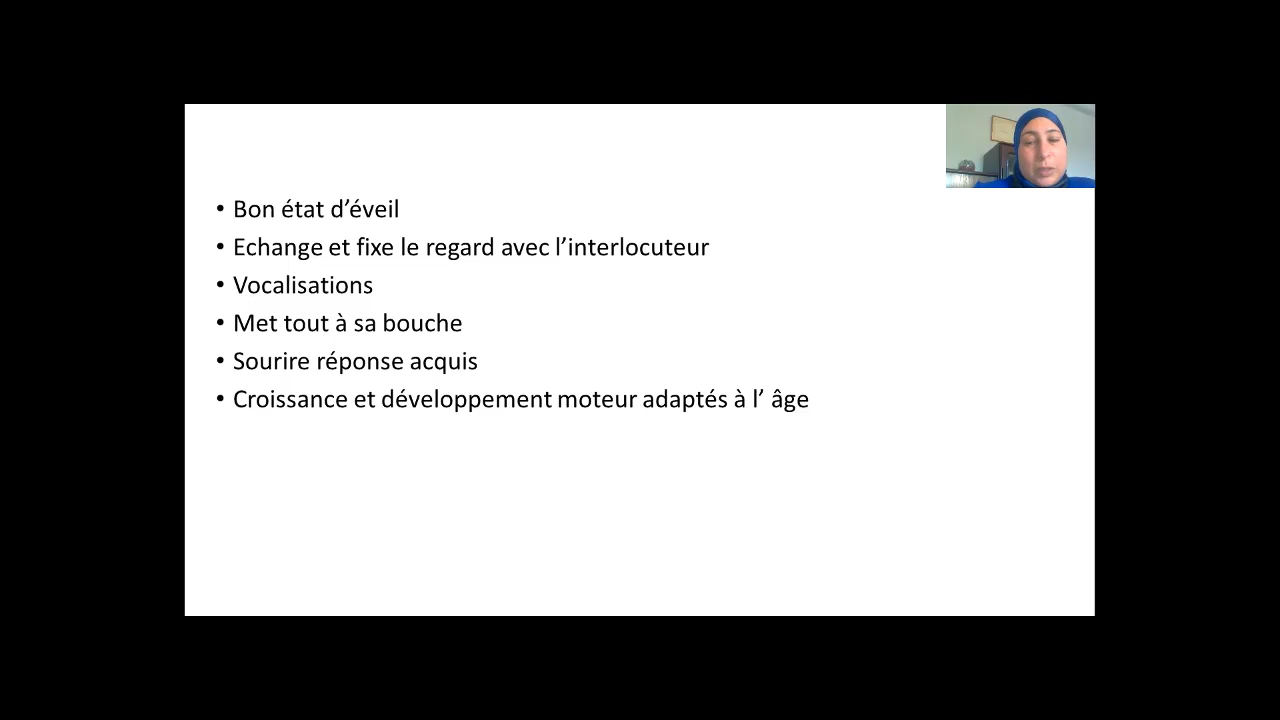 • Bon état d’éveil
• Echange et fixe le regard avec l’interlocuteur
• Vocalisations
• Met tout à sa bouche
• Sourire réponse acquis
• Croissance et développement moteur adaptés à l’ âge